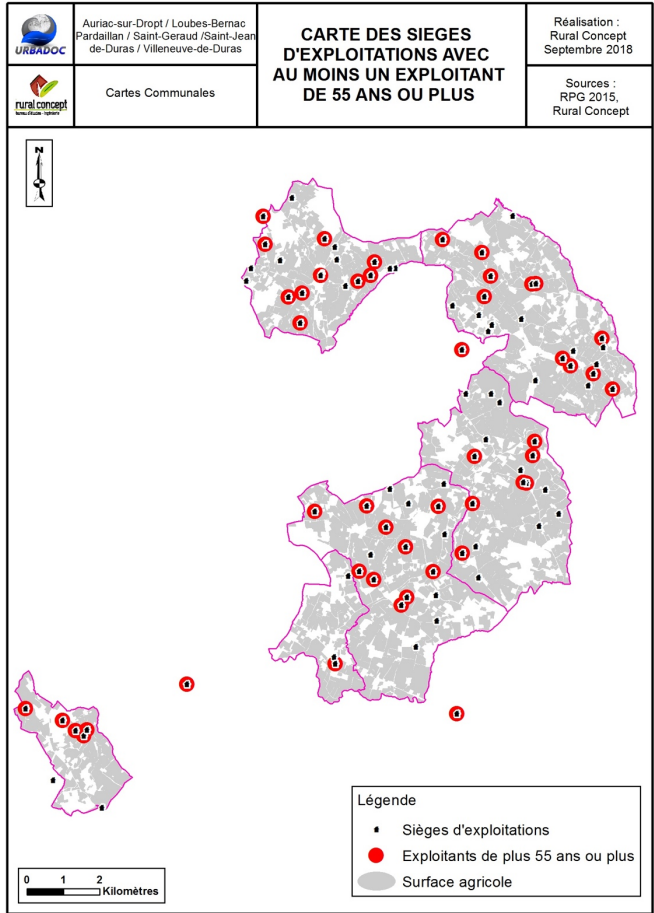 URBADOC
Auriac-sur-Dropt / Loubes-Bernac
Pardaillan / Saint-Geraud /Saint-Jean
de-Duras / Villeneuve-de-Duras
rural concept
Cartes Communales
CARTE DES SIEGES
D'EXPLOITATIONS AVEC
AU MOINS UN EXPLOITANT
DE 55 ANS OU PLUS
Réalisation :
Rural Concept
Septembre 2018
Sources :
RPG 2015,
Rural Concept
N
Légende
Sièges d'exploitations
Exploitants de plus 55 ans ou plus
Surface agricole
0 1 2
Kilomètres